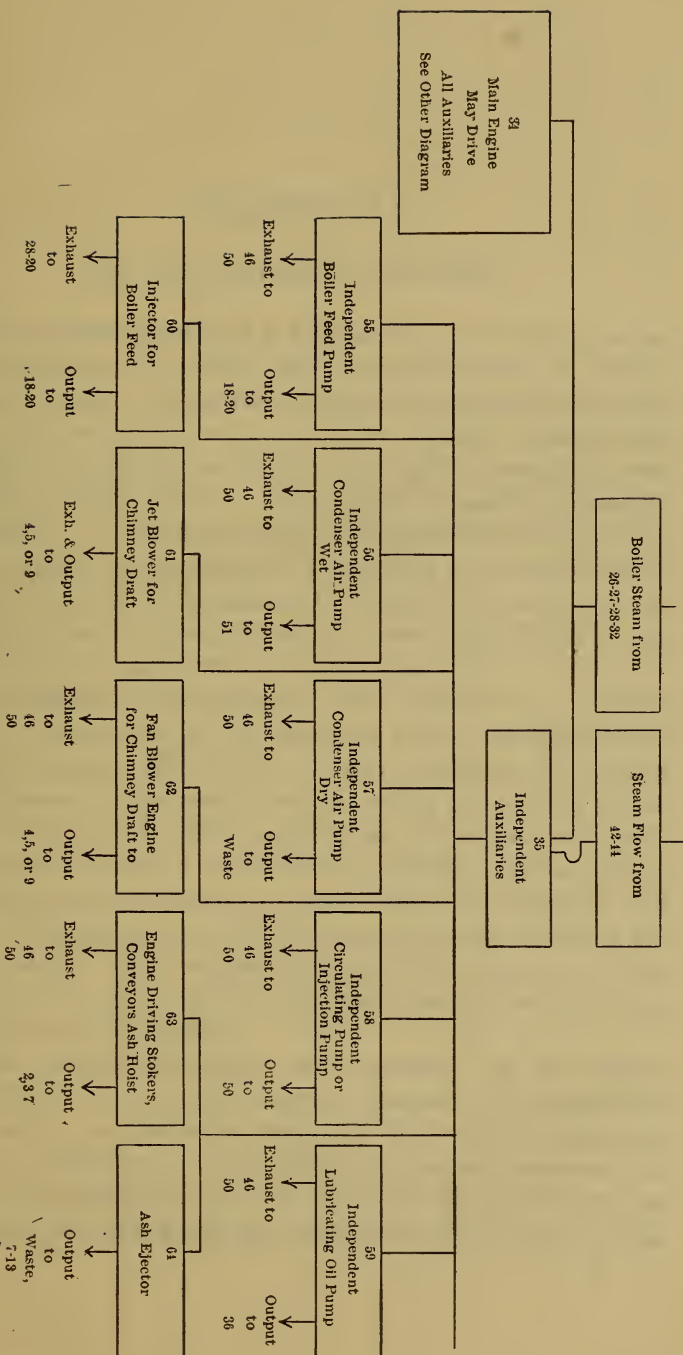 Boiler Steam from
26-27-28-32
Steam Flow from
42-44
34
Main Engine
May Drive
All Auxiliaries
See Other Diagram
35
Independent
Auxiliaries
55
Independent
Boiler Feed Pump
Exhaust to
46
50
Output
to
18-20
56
Independent
Condenser Air Pump
Wet
Exhaust to
46
50
Output
to
51
57
Independent
Condenser Air Pump
Dry
Exhaust to
46
50
Output
to
Waste
58
Independent
Circulating Pump or
Injection Pump
Exhaust to
46
50
Output
to
50
59
Independent
Lubricating Oil Pump
Exhaust to
46
50
Output
to
36
60
Injector for
Boiler Feed
Exhaust
to
28-20
Output
to
18-20
61
Jet Blower for
Chimney Draft
Exh. & Output
to
4,5, or 9
62
Fan Blower Engine
for Chimney Draft to
Exhaust
to
46
50
Output
to
4,5, or 9
63
Engine Driving Stokers,
Conveyors Ash Hoist
Exhaust
to
46
50
Output
to
2,3 7
64
Ash Ejector
Output
to
Waste,
7-13